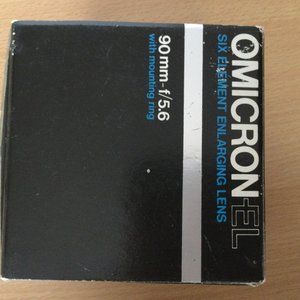 OMICRON-EL
SIX ELEMENT ENLARGING LENS
90mm-f/5.6
with mounting ring